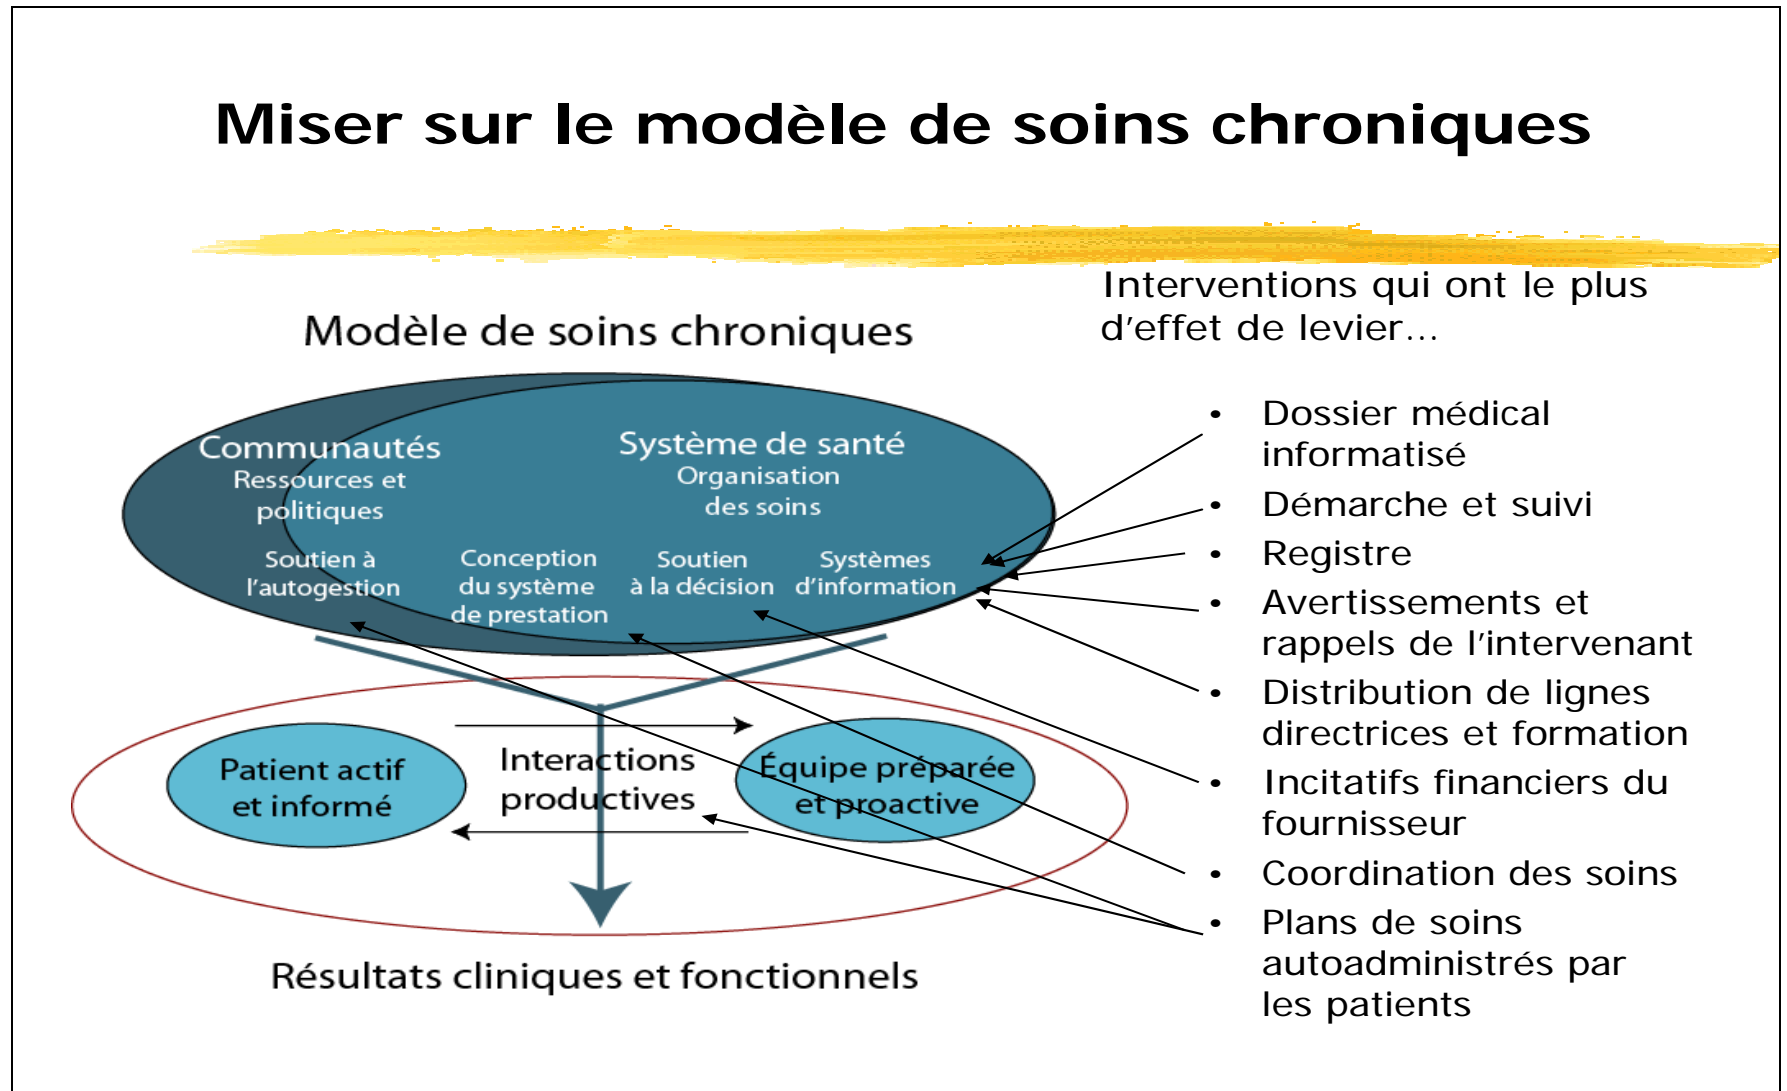 Miser sur le modèle de soins chroniques
Modèle de soins chroniques
Communautés
Ressources et
politiques
Système de santé
Organisation
des soins
Soutien à
l'autogestion
Conception
du système
de prestation
Soutien
à la décision
Systèmes
d'information
Patient actif
et informé
Interactions
productives
Équipe préparée
et proactive
Résultats cliniques et fonctionnels
Interventions qui ont le plus
d'effet de levier…
• Dossier médical
informatisé
• Démarche et suivi
• Registre
• Avertissements et
rappels de l'intervenant
• Distribution de lignes
directrices et formation
• Incitatifs financiers du
fournisseur
• Coordination des soins
• Plans de soins
autoadministrés par
les patients